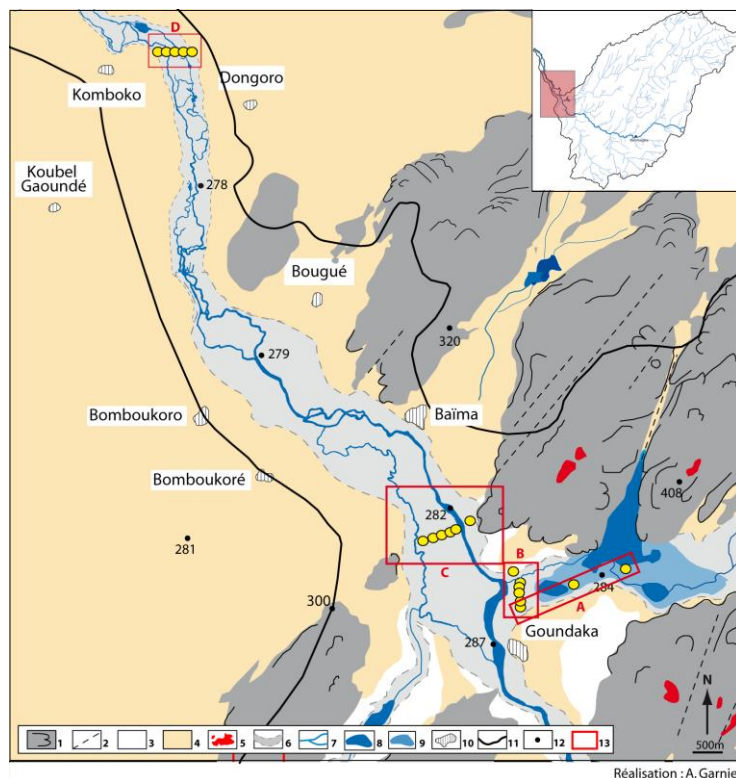 D
Komboko
Dongoro
Koubel
Gaoundé
278
Bougué
320
279
Bomboukoro
Baïma
Bomboukoré
408
282
281
B
C
284
A
300
287
Goundaka
N
500m
1 2 3 4 5 6 7 8 9 10 11 12 13
Réalisation : A. Garnier